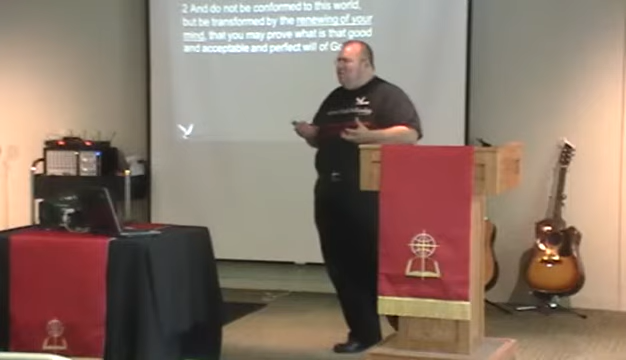 2 And do not be conformed to this world,
but be transformed by the renewing of your
mind, that you may prove what is that good
and acceptable and perfect will of